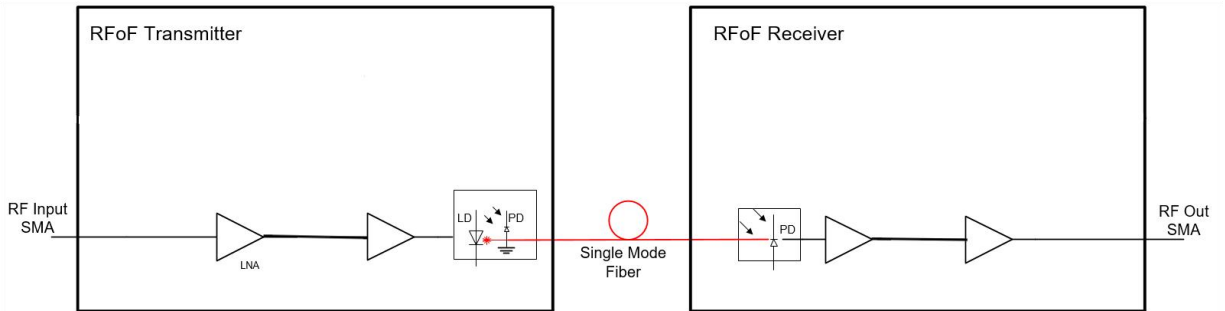 RFoF Transmitter
RFoF Receiver
RF Input
SMA
LNA
LD
PD
Single Mode
Fiber
PD
RF Out
SMA